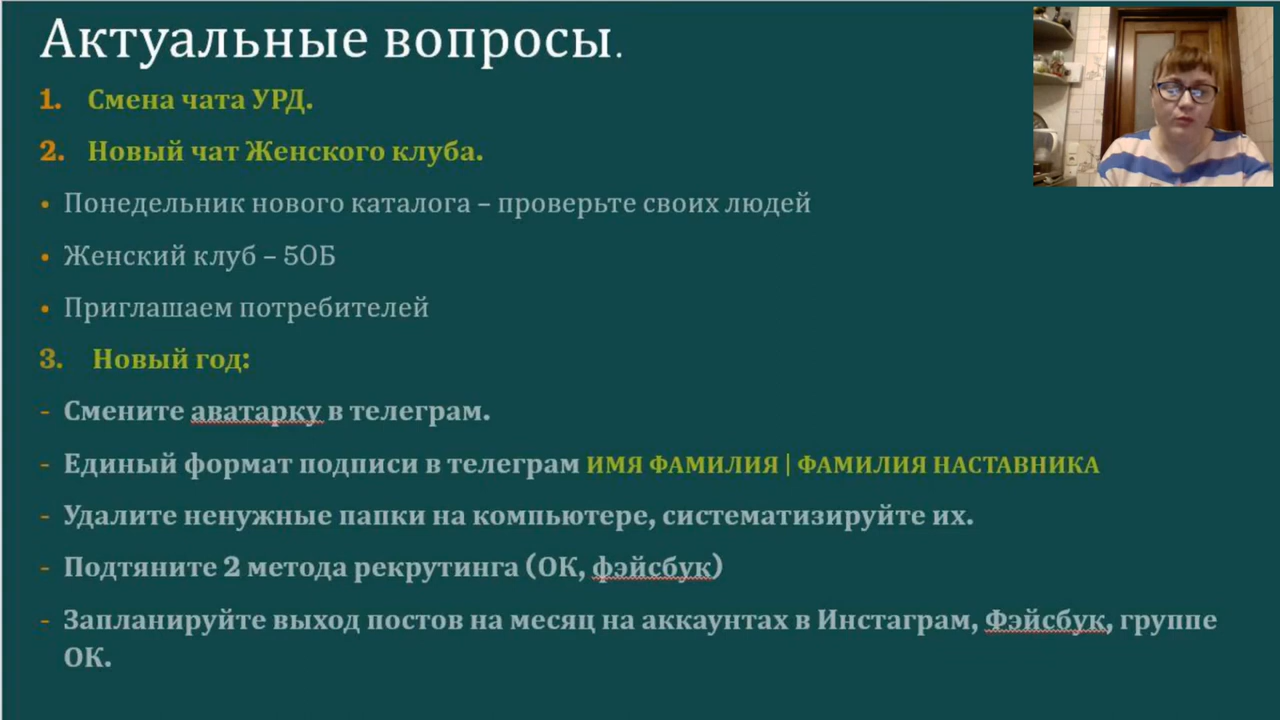 Актуальные вопросы.
1. Смена чата УРД.
2. Новый чат Женского клуба.
• Понедельник нового каталога – проверьте своих людей
• Женский клуб – 5ОБ
• Приглашаем потребителей
3. Новый год:
- Смените аватарку в телеграм.
- Единый формат подписи в телеграм ИМЯ ФАМИЛИЯ | ФАМИЛИЯ НАСТАВНИКА
- Удалите ненужные папки на компьютере, систематизируйте их.
- Подтяните 2 метода рекрутинга (ОК, фэйсбук)
- Запланируйте выход постов на месяц на аккаунтах в Инстаграм, Фэйсбук, группе
ОК.